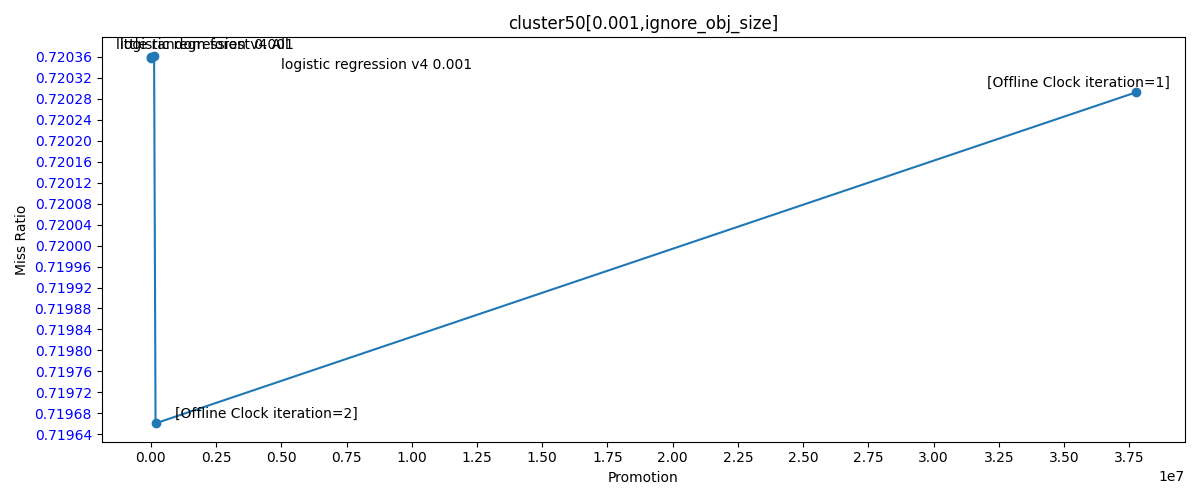 cluster50[0.001,ignore_obj_size]
0.72036
logistic regression v4 0.001
[Offline Clock iteration=1]
0.72032
0.72028
0.72024
0.72020
0.72016
0.72012
0.72008
0.72004
0.72000
0.71996
0.71992
0.71988
0.71984
0.71980
0.71976
0.71972
0.71968
0.71964
Miss Ratio
[Offline Clock iteration=2]
0.00 0.25 0.50 0.75 1.00 1.25 1.50 1.75 2.00 2.25 2.50 2.75 3.00 3.25 3.50 3.75
1e7
Promotion